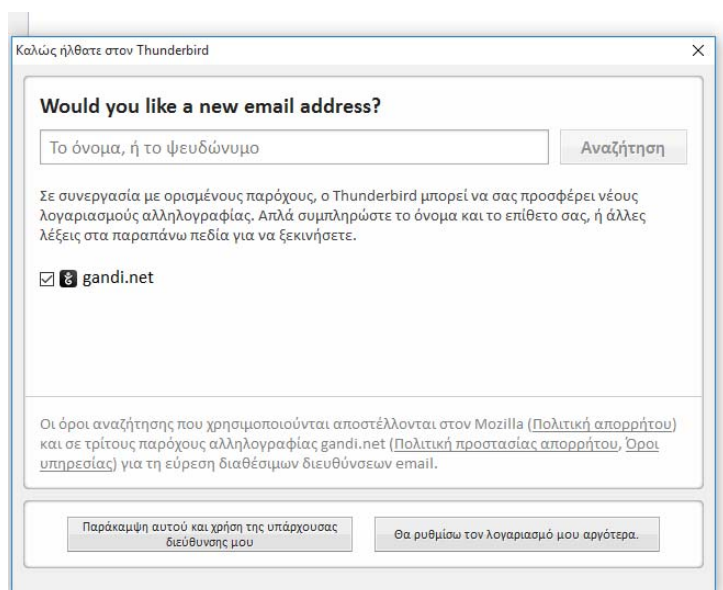 Καλώς ήλθατε στον Thunderbird
Would you like a new email address?
Το όνομα, ή το ψευδώνυμο
Αναζήτηση
Σε συνεργασία με ορισμένους παρόχους, ο Thunderbird μπορεί να σας προσφέρει νέους
λογαριασμούς αλληλογραφίας. Απλά συμπληρώστε το όνομα και το επίθετο σας, ή άλλες
λέξεις στα παραπάνω πεδία για να ξεκινήσετε.
gandi.net
Οι όροι αναζήτησης που χρησιμοποιούνται αποστέλλονται στον Mozilla (Πολιτική απορρήτου)
και σε τρίτους παρόχους αλληλογραφίας gandi.net (Πολιτική προστασίας απορρήτου, Όροι
υπηρεσίας) για τη εύρεση διαθέσιμων διευθύνσεων email.
Παράκαμψη αυτού και χρήση της υπάρχουσας
διεύθυνσης μου
Θα ρυθμίσω τον λογαριασμό μου αργότερα.